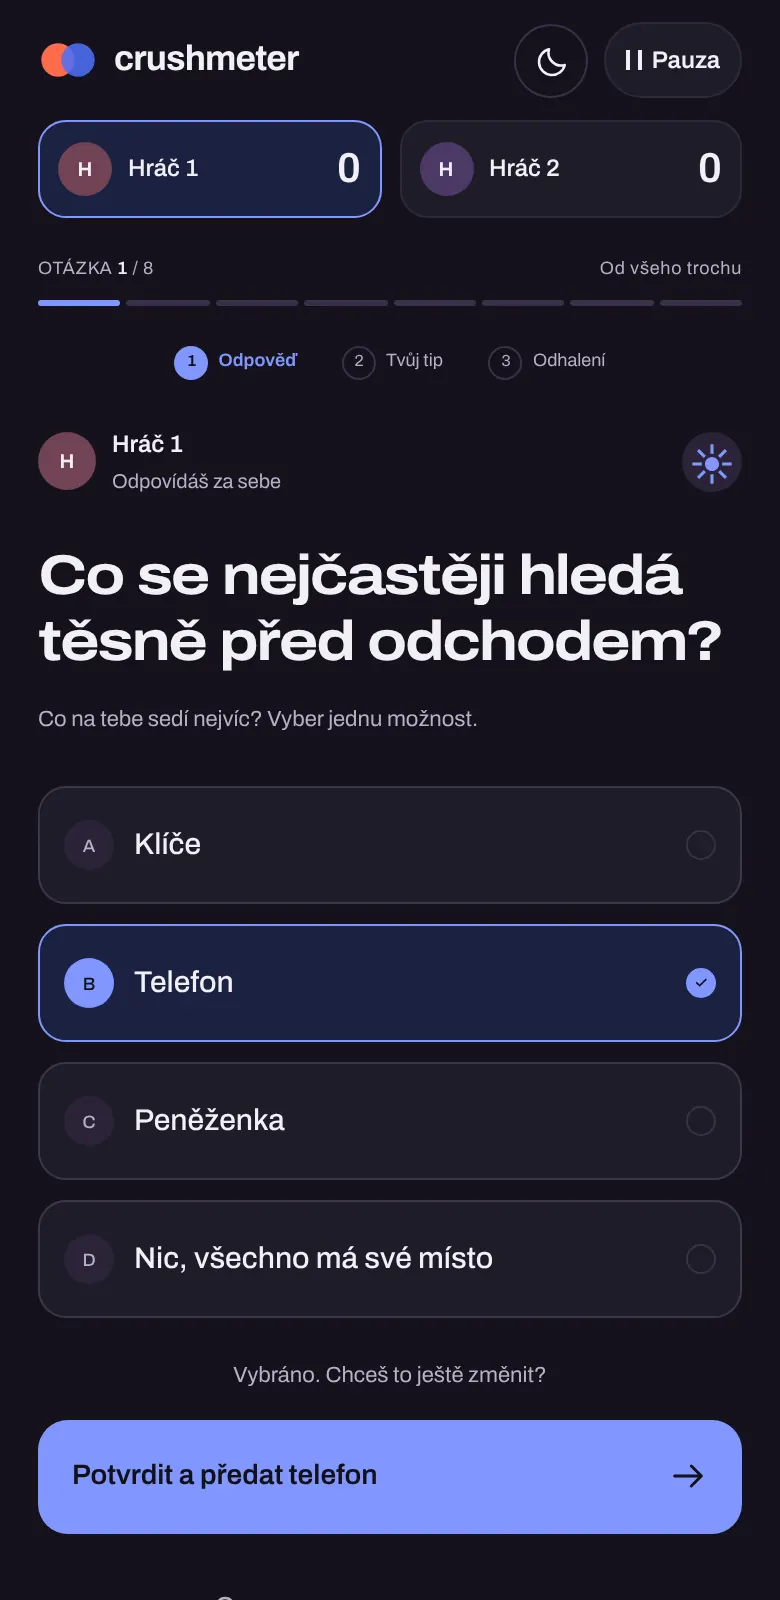 crushmeter
Pauza
H Hráč 1 0
H Hráč 2 0
OTÁZKA 1 / 8
Od všeho trochu
1 Odpověď
2 Tvůj tip
3 Odhalení
H
Hráč 1
Odpovídáš za sebe
Co se nejčastěji hledá
těsně před odchodem?
Co na tebe sedí nejvíc? Vyber jednu možnost.
A Klíče
B Telefon
C Peněženka
D Nic, všechno má své místo
Vybráno. Chceš to ještě změnit?
Potvrdit a předat telefon